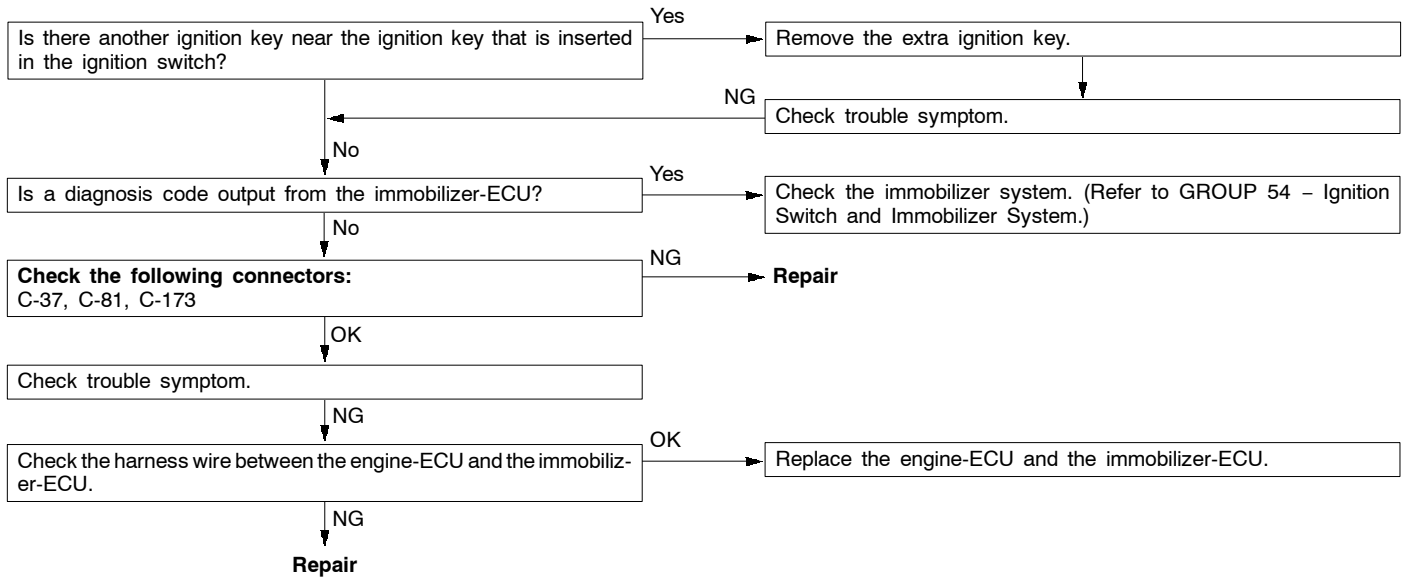 Is there another ignition key near the ignition key that is inserted
in the ignition switch?
Yes
Remove the extra ignition key.
NG
Check trouble symptom.
No
Is a diagnosis code output from the immobilizer-ECU?
Yes
Check the immobilizer system. (Refer to GROUP 54 – Ignition
Switch and Immobilizer System.)
No
Check the following connectors:
C-37, C-81, C-173
NG
Repair
OK
Check trouble symptom.
NG
Check the harness wire between the engine-ECU and the immobiliz-
er-ECU.
OK
Replace the engine-ECU and the immobilizer-ECU.
NG
Repair